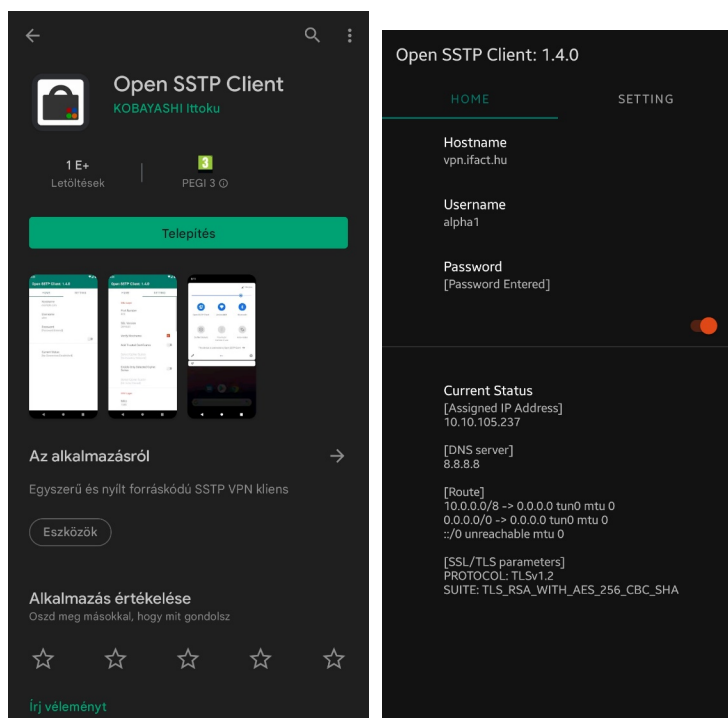 Open SSTP Client
KOBAYASHI Ittoku
1 E+
Letöltések
3
PEGI 3
Telepítés
Az alkalmazásról
Egyszerű és nyílt forráskódú SSTP VPN kliens
Eszközök
Alkalmazás értékelése
Oszd meg másokkal, hogy mit gondolsz
Írj véleményt
Open SSTP Client: 1.4.0
HOME
SETTING
Hostname
vpn.ifact.hu
Username
alpha1
Password
[Password Entered]
Current Status
[Assigned IP Address]
10.10.105.237
[DNS server]
8.8.8.8
[Route]
10.0.0.0/8 -> 0.0.0.0 tun0 mtu 0
0.0.0.0/0 -> 0.0.0.0 tun0 mtu 0
::/0 unreachable mtu 0
[SSL/TLS parameters]
PROTOCOL: TLSv1.2
SUITE: TLS_RSA_WITH_AES_256_CBC_SHA